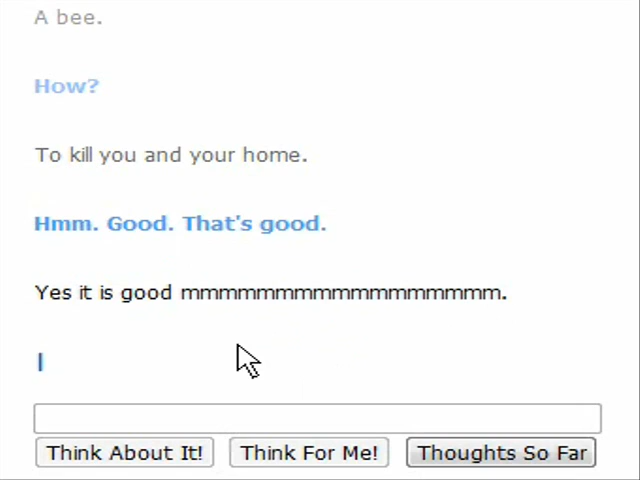 A bee.
How?
To kill you and your home.
Hmm. Good. That's good.
Yes it is good mmmmmmmmmmmmmmmmm.
I
Think About It! Think For Me! Thoughts So Far